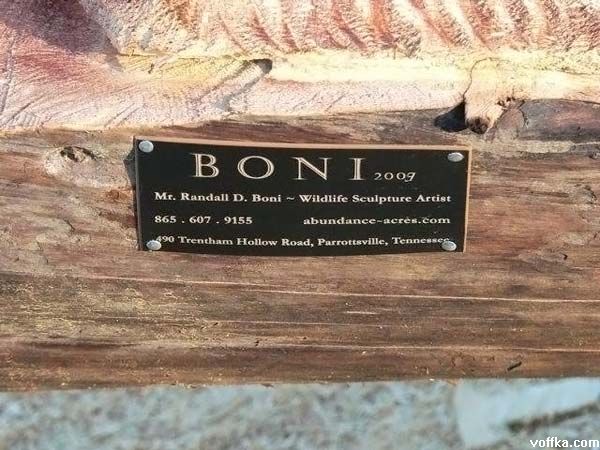 BONI 2009
Mr. Randall D. Boni ~ Wildlife Sculpture Artist
865 . 607 . 9155 abundance~acres.com
490 Trentham Hollow Road, Parrottsville, Tennessee
voffka.com